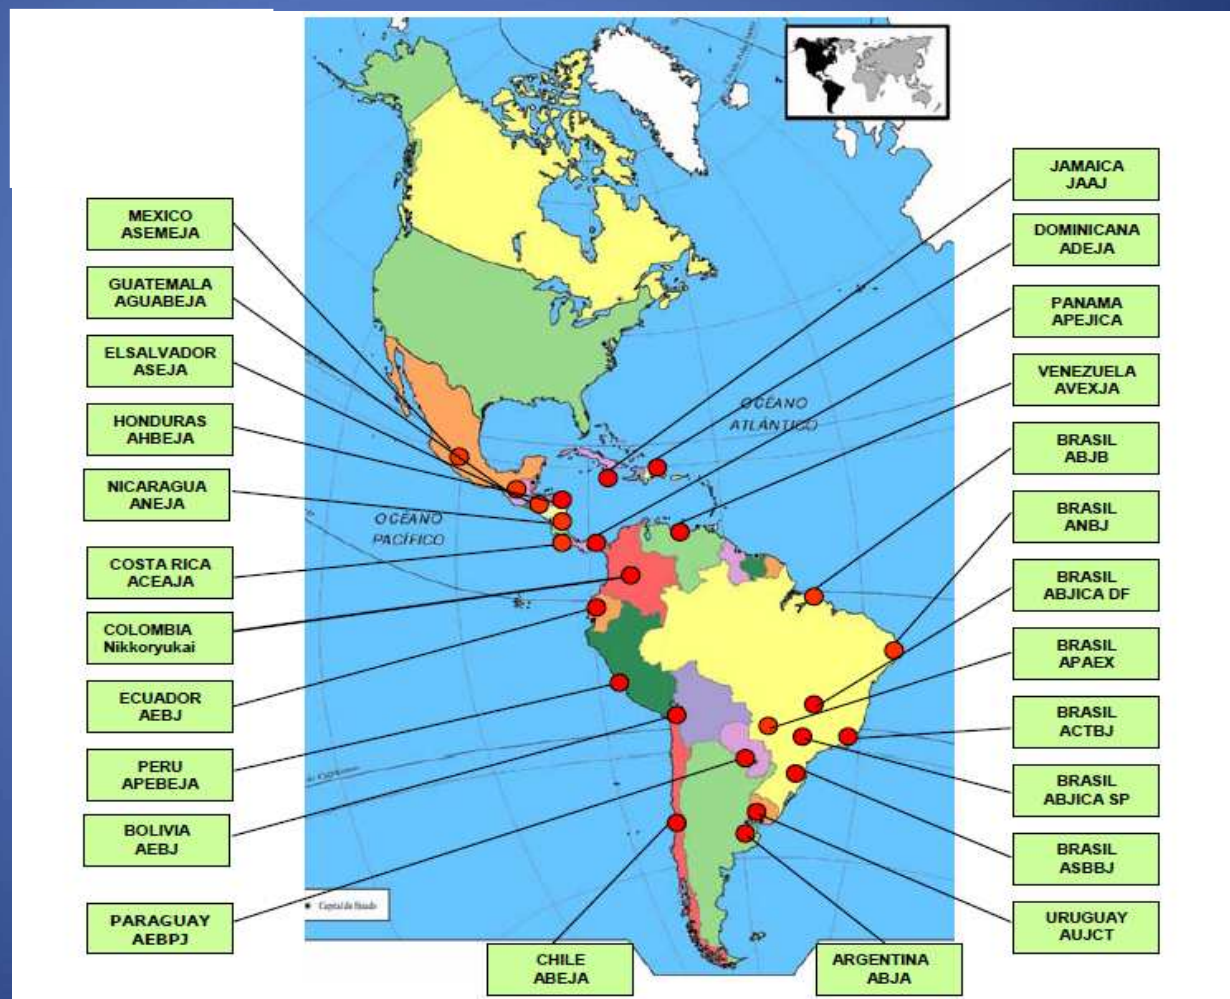 MEXICO
ASEMEJA
GUATEMALA
AGUABEJA
ELSALVADOR
ASEJA
HONDURAS
AHBEJA
NICARAGUA
ANEJA
COSTA RICA
ACEAJA
COLOMBIA
Nikkoryukai
ECUADOR
AEBJ
PERU
APEBEJA
BOLIVIA
AEBJ
PARAGUAY
AEBPJ
CHILE
ABEJA
ARGENTINA
ABJA
JAMAICA
JAAJ
DOMINICANA
ADEJA
PANAMA
APEJICA
VENEZUELA
AVEXJA
BRASIL
ABJB
BRASIL
ANBJ
BRASIL
ABJICA DF
BRASIL
APAEX
BRASIL
ACTBJ
BRASIL
ABJICA SP
BRASIL
ASBBJ
URUGUAY
AUJCT
OCÉANO
ATLÁNTICO
OCÉANO
PACÍFICO
Capital de Estado